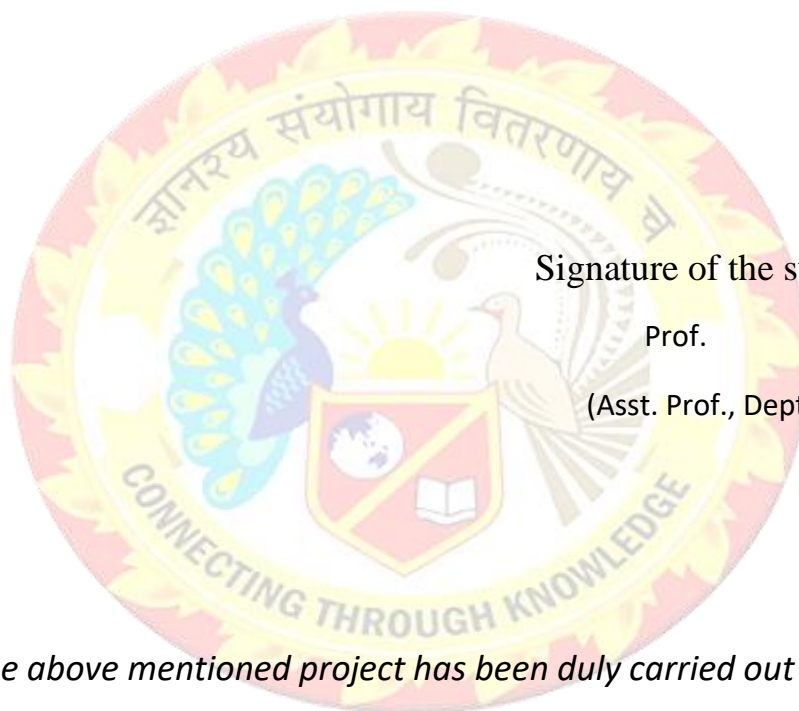 ज्ञानस्य संयोगाय वितरणाय च
Signature of the s
Prof.
(Asst. Prof., Dept
CONNECTING THROUGH KNOWLEDGE
e above mentioned project has been duly carried out